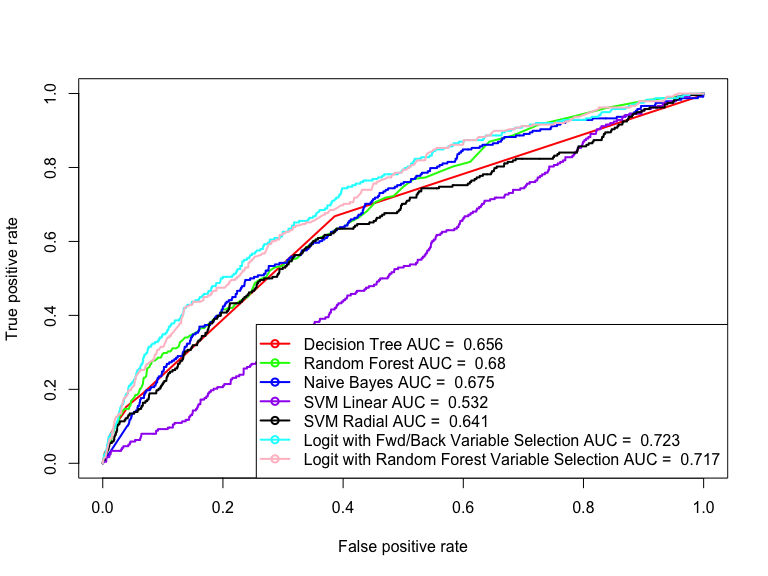 True positive rate
1.0
0.8
0.6
0.4
0.2
0.0
Decision Tree AUC = 0.656
Random Forest AUC = 0.68
Naive Bayes AUC = 0.675
SVM Linear AUC = 0.532
SVM Radial AUC = 0.641
Logit with Fwd/Back Variable Selection AUC = 0.723
Logit with Random Forest Variable Selection AUC = 0.717
0.0 0.2 0.4 0.6 0.8 1.0
False positive rate